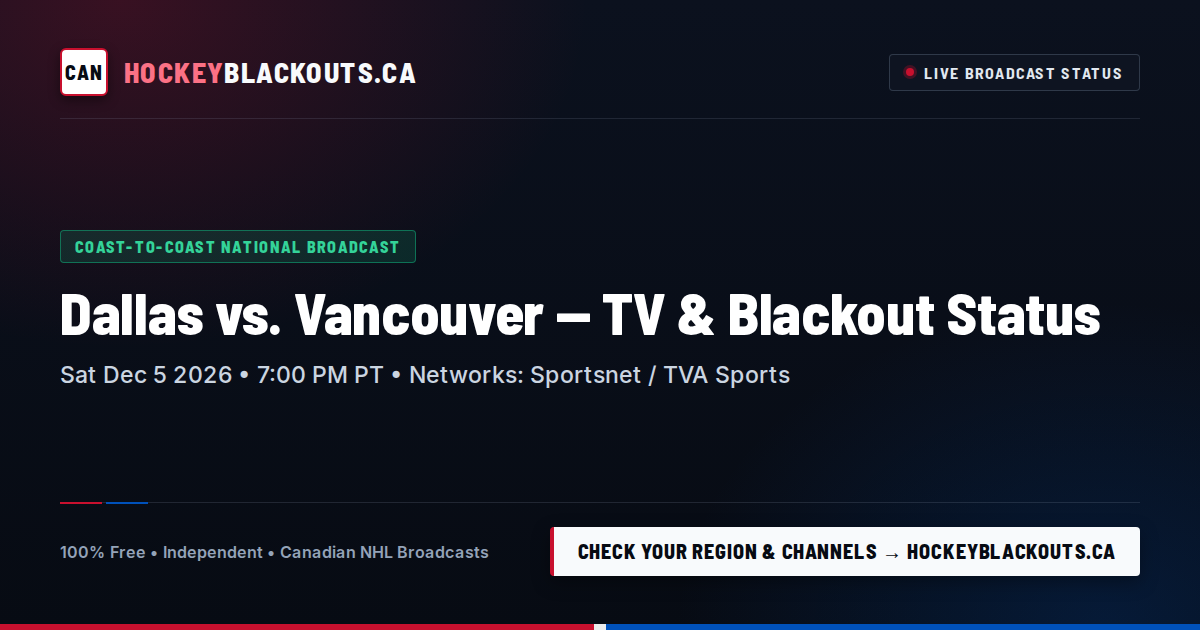 CAN HOCKEYBLACKOUTS.CA
LIVE BROADCAST STATUS
COAST-TO-COAST NATIONAL BROADCAST
Dallas vs. Vancouver — TV & Blackout Status
Sat Dec 5 2026 • 7:00 PM PT • Networks: Sportsnet / TVA Sports
100% Free • Independent • Canadian NHL Broadcasts
CHECK YOUR REGION & CHANNELS → HOCKEYBLACKOUTS.CA